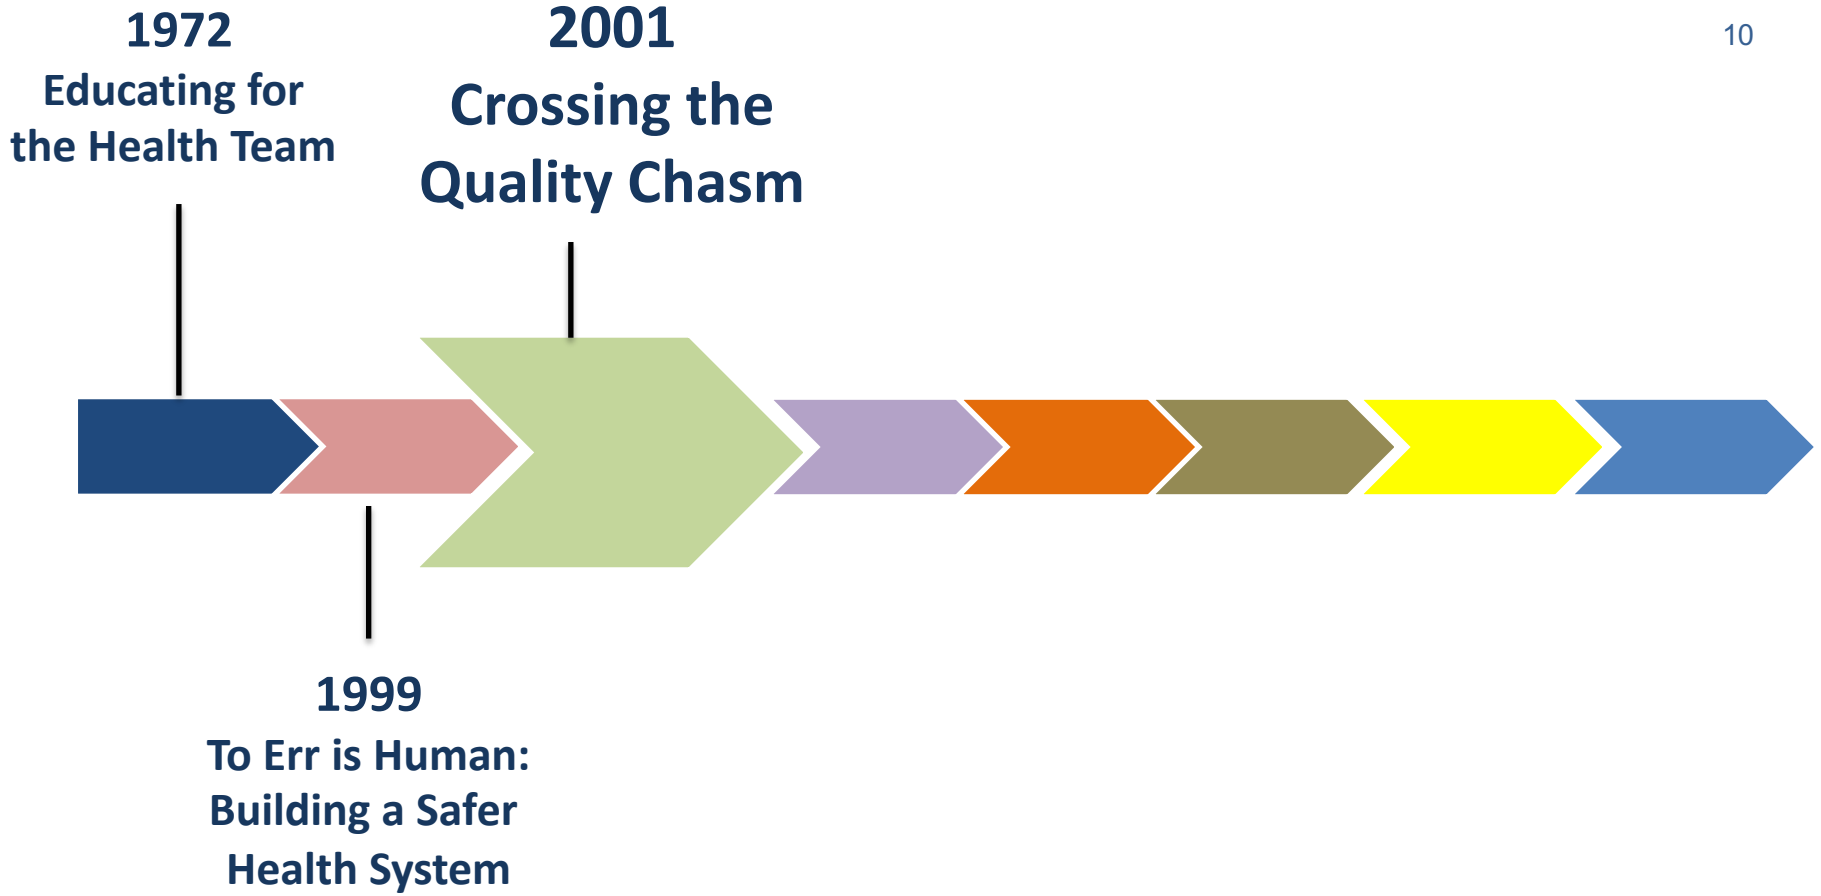 1972
Educating for
the Health Team
2001
Crossing the
Quality Chasm
10
1999
To Err is Human:
Building a Safer
Health System